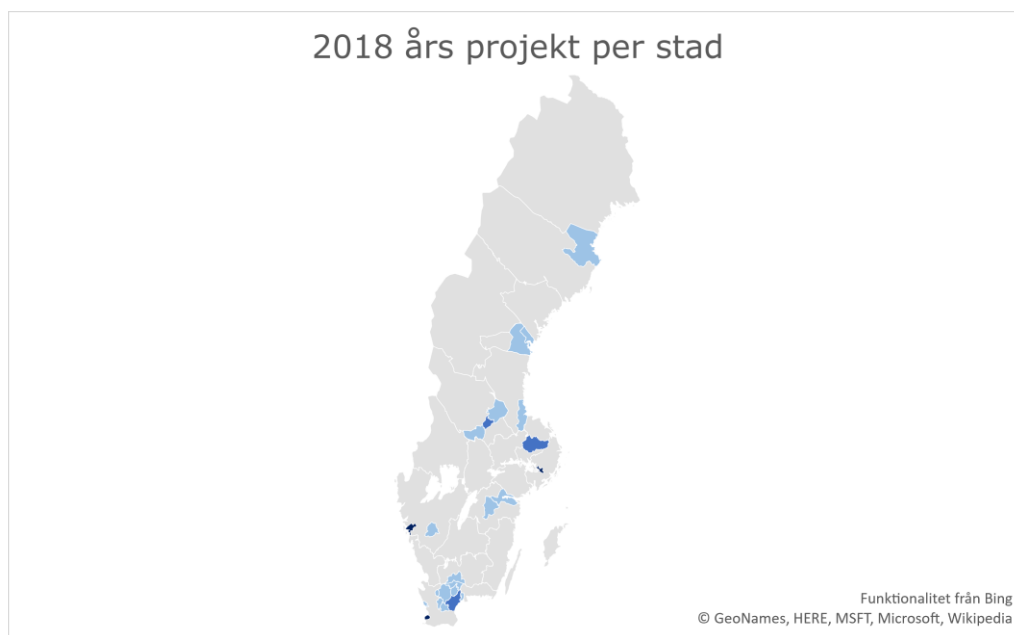 2018 års projekt per stad
Funktionalitet från Bing
© GeoNames, HERE, MSFT, Microsoft, Wikipedia